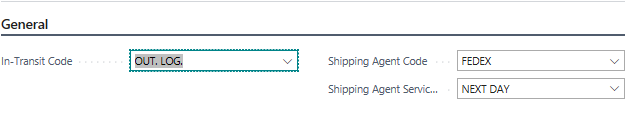 General
In-Transit Code OUT. LOG. Shipping Agent Code FEDEX
Shipping Agent Servic... NEXT DAY